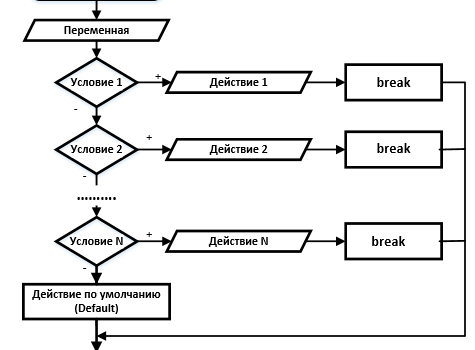 Переменная
Условие 1
+
Действие 1
break
-
Условие 2
+
Действие 2
break
-
..........
Условие N
+
Действие N
break
-
Действие по умолчанию
(Default)